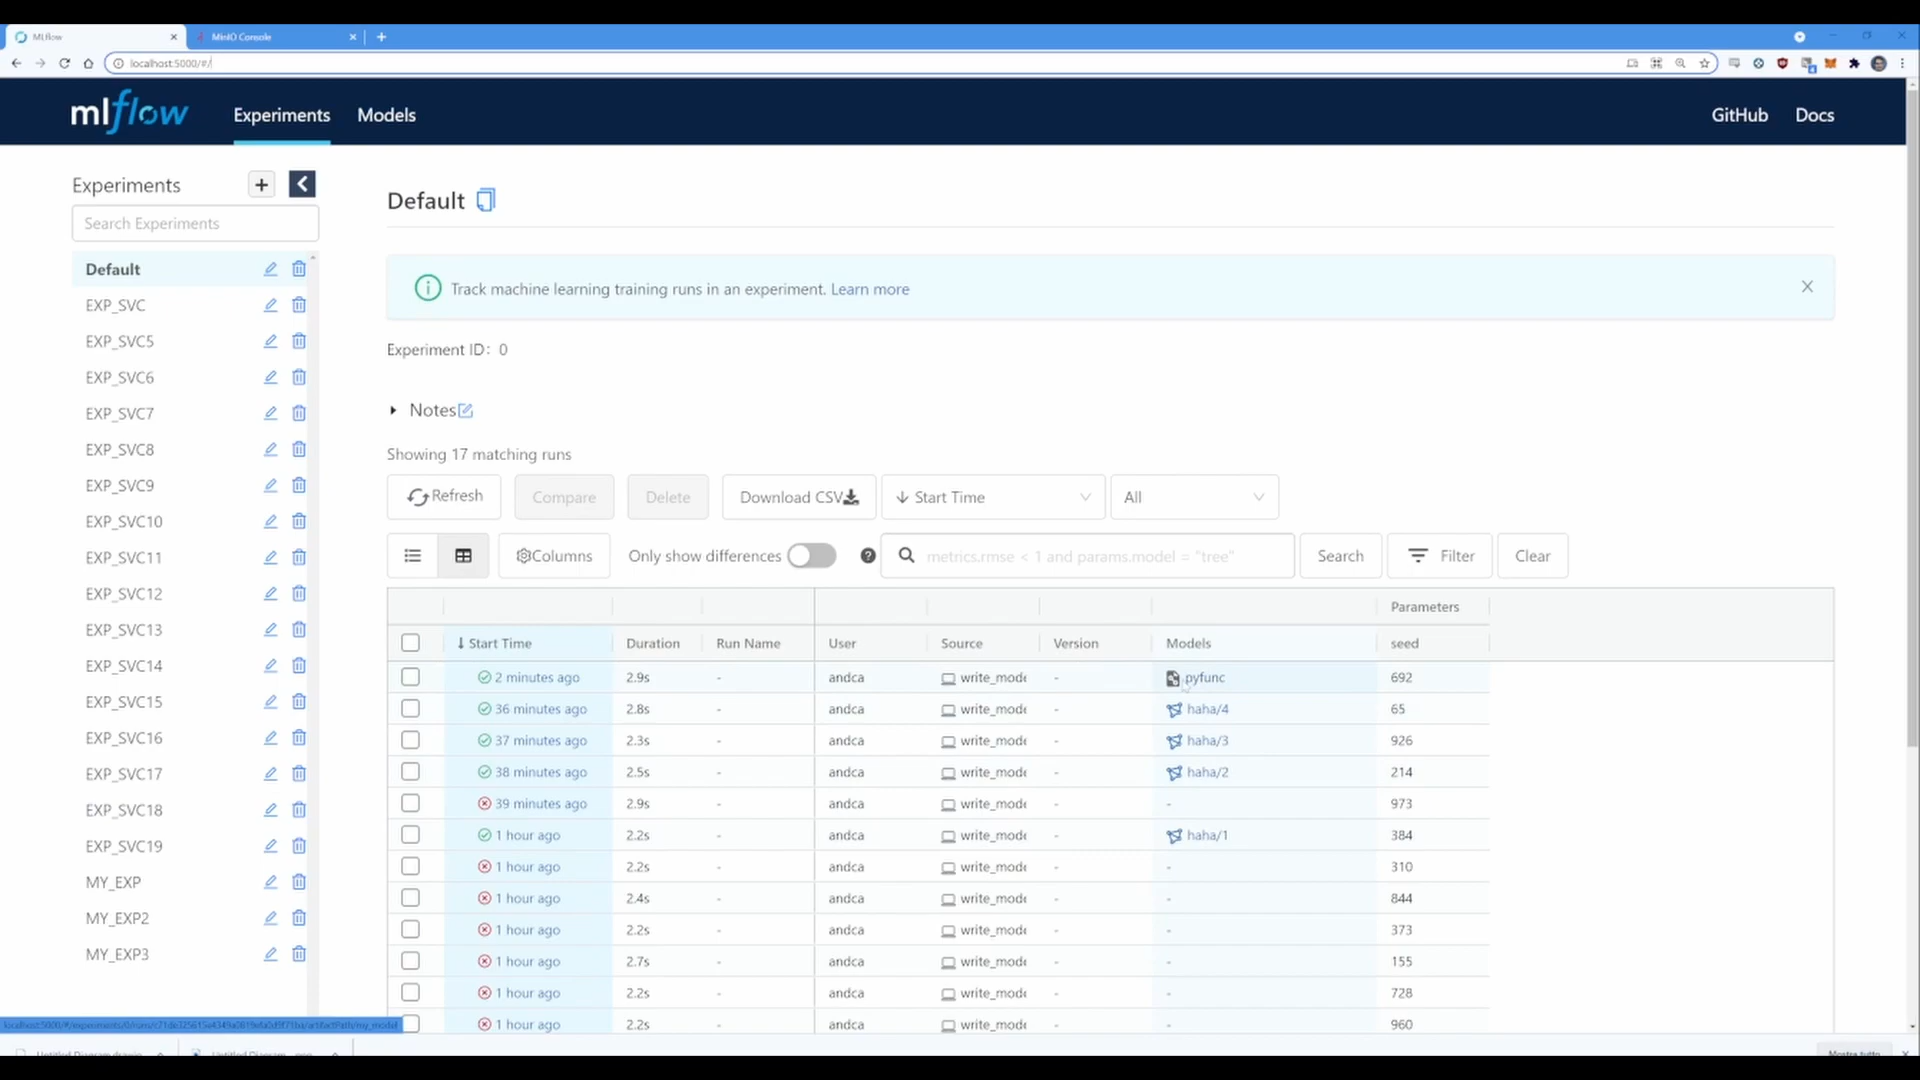 MLflow
MinIO Console
localhost:5000/#/
mlflow
Experiments
Models
GitHub
Docs
Experiments
Search Experiments
Default
EXP_SVC
EXP_SVC5
EXP_SVC6
EXP_SVC7
EXP_SVC8
EXP_SVC9
EXP_SVC10
EXP_SVC11
EXP_SVC12
EXP_SVC13
EXP_SVC14
EXP_SVC15
EXP_SVC16
EXP_SVC17
EXP_SVC18
EXP_SVC19
MY_EXP
MY_EXP2
MY_EXP3
Default
Track machine learning training runs in an experiment. Learn more
Experiment ID: 0
Notes
Showing 17 matching runs
Refresh Compare Delete Download CSV Start Time All
Columns Only show differences metrics.rmse < 1 and params.model = "tree" Search Filter Clear
Parameters
Start Time Duration Run Name User Source Version Models seed
2 minutes ago 2.9s - andca write_mode - pyfunc 692
36 minutes ago 2.8s - andca write_mode - haha/4 65
37 minutes ago 2.3s - andca write_mode - haha/3 926
38 minutes ago 2.5s - andca write_mode - haha/2 214
39 minutes ago 2.9s - andca write_mode - - 973
1 hour ago 2.2s - andca write_mode - haha/1 384
1 hour ago 2.2s - andca write_mode - - 310
1 hour ago 2.4s - andca write_mode - - 844
1 hour ago 2.2s - andca write_mode - - 373
1 hour ago 2.7s - andca write_mode - - 155
1 hour ago 2.2s - andca write_mode - - 728
1 hour ago 2.2s - andca write_mode - - 960